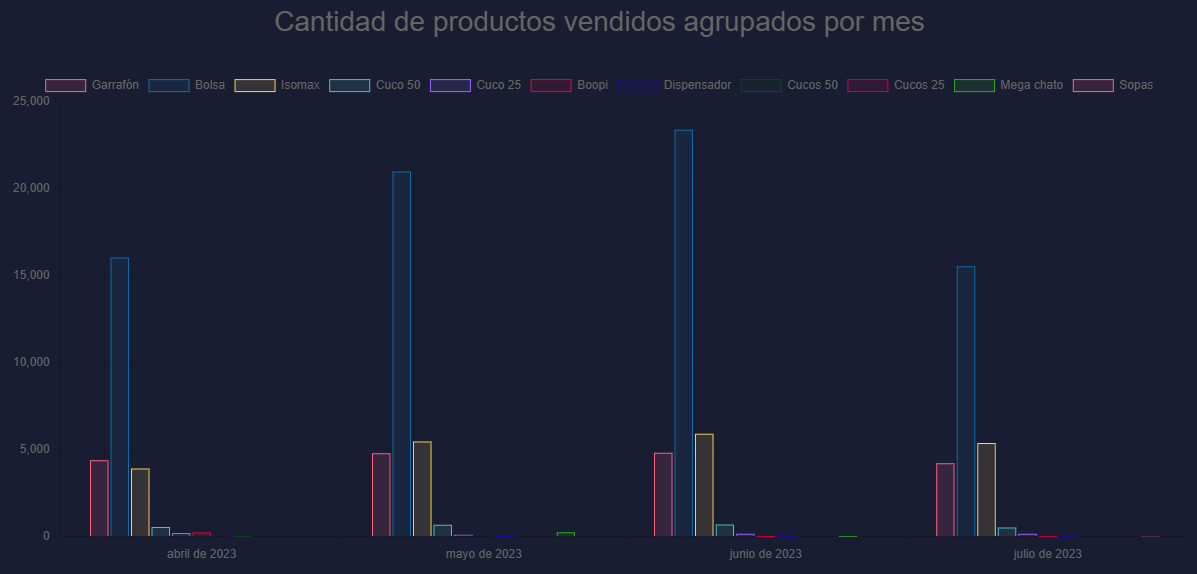 Cantidad de productos vendidos agrupados por mes
Garrafón Bolsa Isomax Cuco 50 Cuco 25 Boopi Dispensador Cucos 50 Cucos 25 Mega chato Sopas
25,000
20,000
15,000
10,000
5,000
0
abril de 2023 mayo de 2023 junio de 2023 julio de 2023